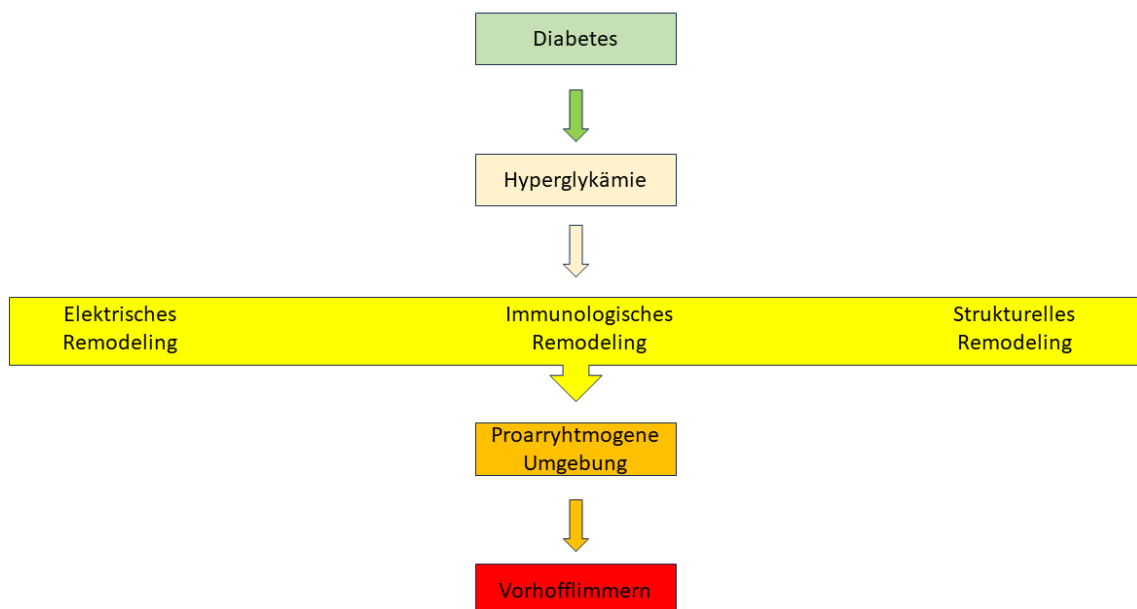 Diabetes
Hyperglykämie
Elektrisches
Remodeling
Immunologisches
Remodeling
Strukturelles
Remodeling
Proarryhtmogene
Umgebung
Vorhofflimmern